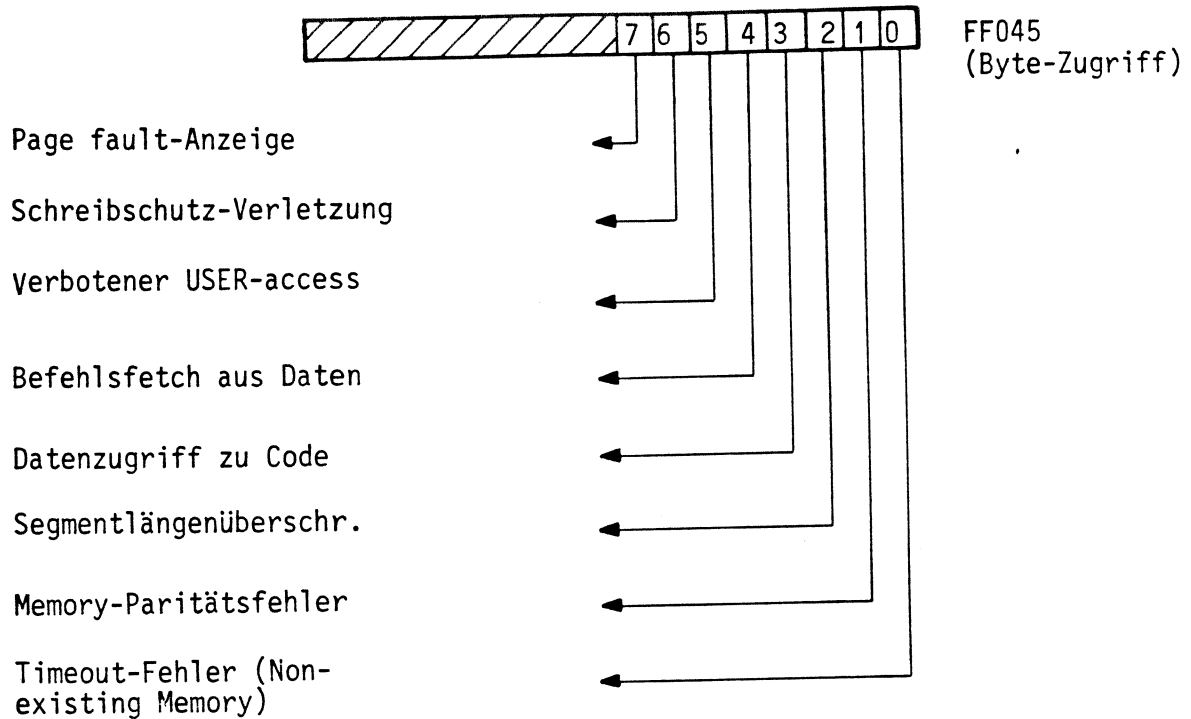 7 6 5 4 3 2 1 0
FF045
(Byte-Zugriff)
Page fault-Anzeige
Schreibschutz-Verletzung
Verbotener USER-access
Befehlsfetch aus Daten
Datenzugriff zu Code
Segmentlängenüberschr.
Memory-Paritätsfehler
Timeout-Fehler (Non-
existing Memory)